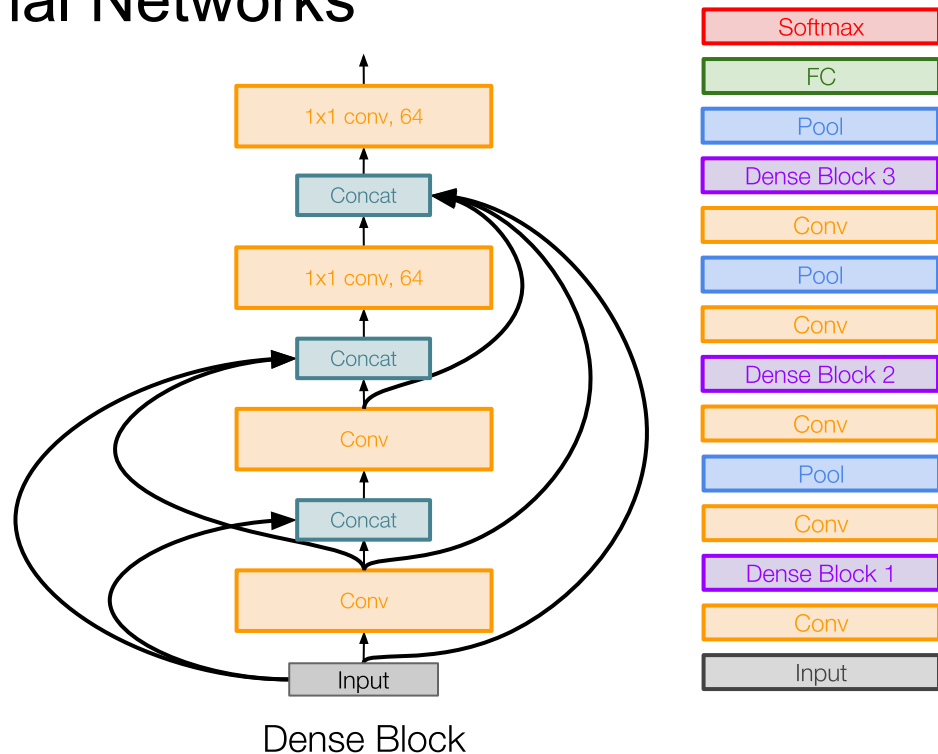 nal Networks
1x1 conv, 64
Concat
1x1 conv, 64
Concat
Conv
Concat
Conv
Input
Dense Block
Softmax
FC
Pool
Dense Block 3
Conv
Pool
Conv
Dense Block 2
Conv
Pool
Conv
Dense Block 1
Conv
Input